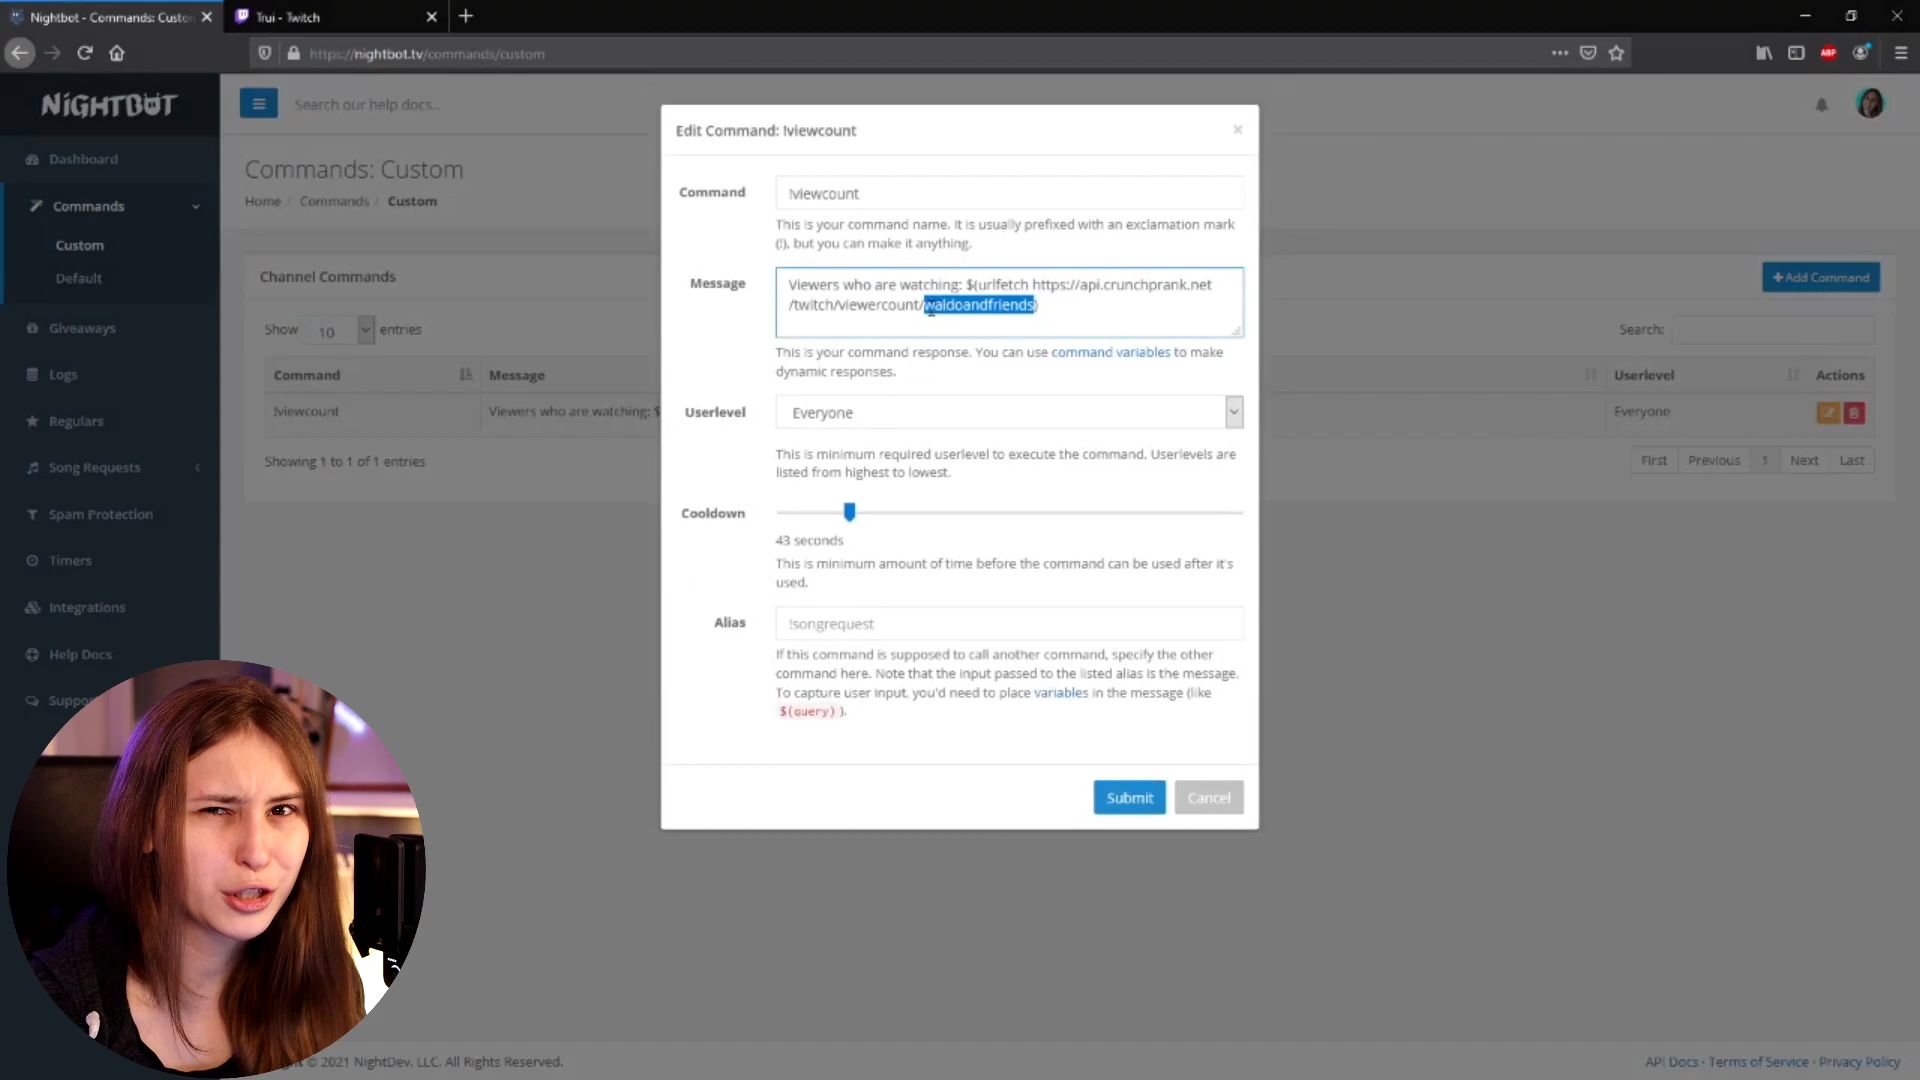 Nightbot - Commands: Custo
Trui - Twitch
https://nightbot.tv/commands/custom
ABP
NiGHTBOT
Search our help docs..
Dashboard
Commands
Custom
Default
Giveaways
Logs
Regulars
Song Requests
Spam Protection
Timers
Integrations
Help Docs
Suppo
Commands: Custom
Home / Commands / Custom
Channel Commands
+Add Command
Show 10 entries
Search:
Command
Message
Userlevel
Actions
!viewcount
Viewers who are watching: $
Everyone
Showing 1 to 1 of 1 entries
First
Previous
1
Next
Last
Edit Command: !viewcount
×
Command
!viewcount
This is your command name. It is usually prefixed with an exclamation mark
(!), but you can make it anything.
Message
Viewers who are watching: $(urlfetch https://api.crunchprank.net
/twitch/viewercount/waldoandfriends)
This is your command response. You can use command variables to make
dynamic responses.
Userlevel
Everyone
This is minimum required userlevel to execute the command. Userlevels are
listed from highest to lowest.
Cooldown
43 seconds
This is minimum amount of time before the command can be used after it's
used.
Alias
!songrequest
If this command is supposed to call another command, specify the other
command here. Note that the input passed to the listed alias is the message.
To capture user input, you'd need to place variables in the message (like
$(query) ).
Submit
Cancel
© 2021 NightDev, LLC. All Rights Reserved.
API Docs · Terms of Service · Privacy Policy